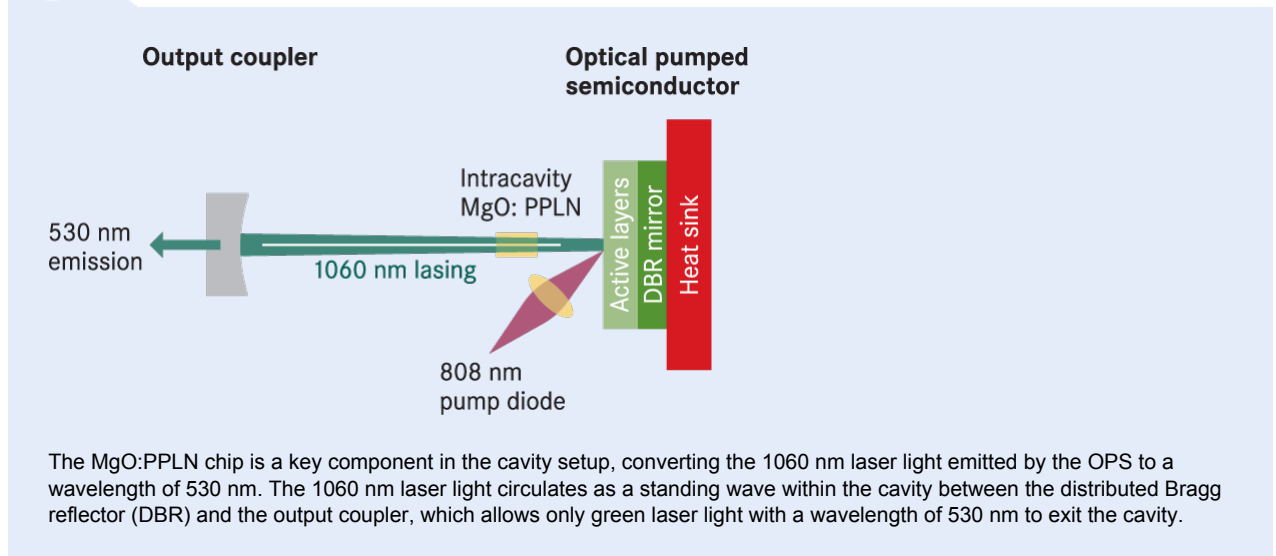 Output coupler
Optical pumped
semiconductor
Intracavity
MgO: PPLN
530 nm
emission
1060 nm lasing
808 nm
pump diode
Active layers
DBR mirror
Heat sink
The MgO:PPLN chip is a key component in the cavity setup, converting the 1060 nm laser light emitted by the OPS to a
wavelength of 530 nm. The 1060 nm laser light circulates as a standing wave within the cavity between the distributed Bragg
reflector (DBR) and the output coupler, which allows only green laser light with a wavelength of 530 nm to exit the cavity.